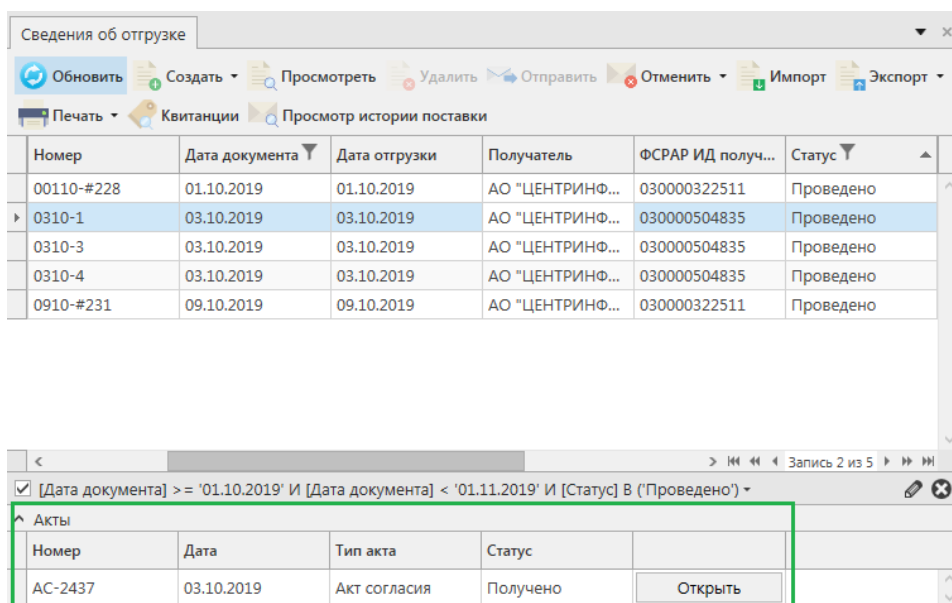 Сведения об отгрузке
Обновить Создать Просмотреть Удалить Отправить Отменить Импорт Экспорт
Печать Квитанции Просмотр истории поставки
Номер Дата документа Дата отгрузки Получатель ФСРАР ИД получ... Статус
00110-#228 01.10.2019 01.10.2019 АО "ЦЕНТРИНФ... 030000322511 Проведено
0310-1 03.10.2019 03.10.2019 АО "ЦЕНТРИНФ... 030000504835 Проведено
0310-3 03.10.2019 03.10.2019 АО "ЦЕНТРИНФ... 030000504835 Проведено
0310-4 03.10.2019 03.10.2019 АО "ЦЕНТРИНФ... 030000504835 Проведено
0910-#231 09.10.2019 09.10.2019 АО "ЦЕНТРИНФ... 030000322511 Проведено
Запись 2 из 5
[Дата документа] >= '01.10.2019' И [Дата документа] < '01.11.2019' И [Статус] В ('Проведено')
Акты
Номер Дата Тип акта Статус
АС-2437 03.10.2019 Акт согласия Получено Открыть